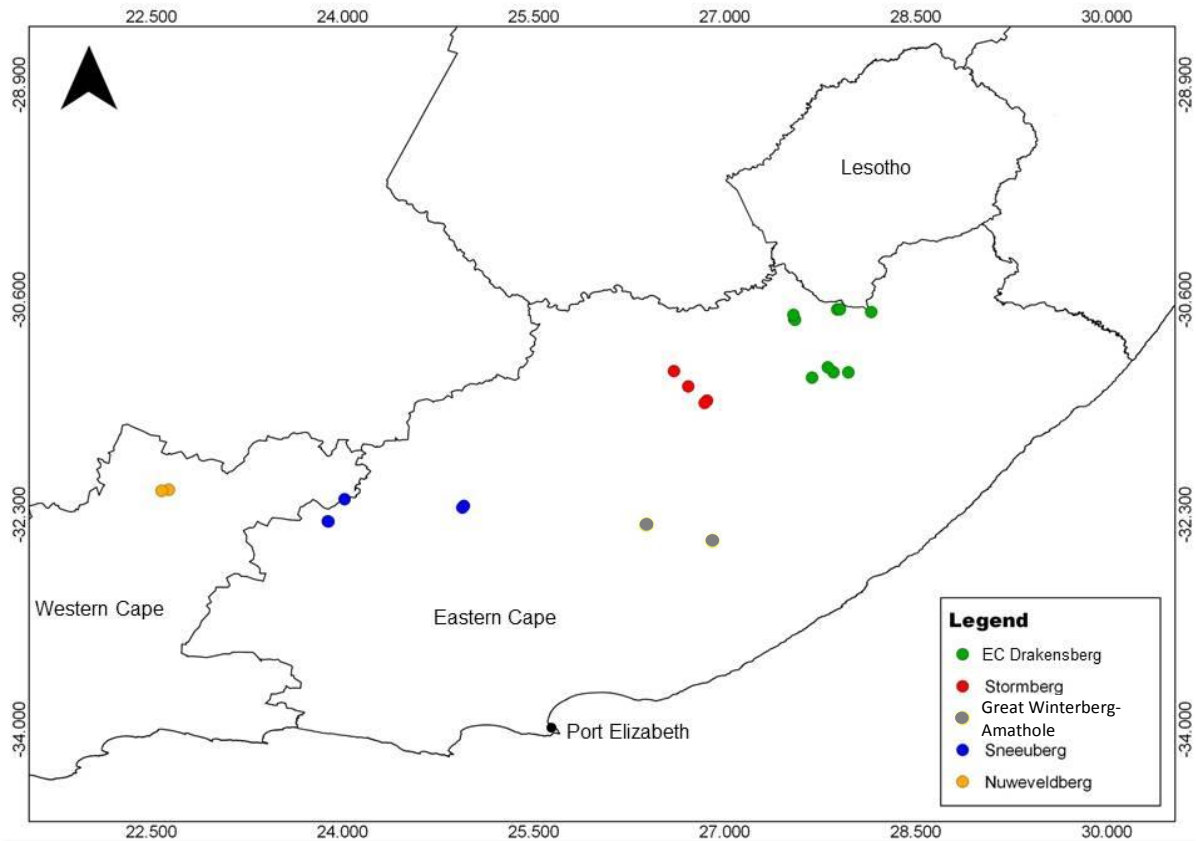 22.500 24.000 25.500 27.000 28.500 30.000
-28.900 -28.900
Lesotho
-30.600 -30.600
-32.300 -32.300
Western Cape
Eastern Cape
Legend
EC Drakensberg
Stormberg
Great Winterberg-
Amathole
Sneeuberg
Nuweveldberg
-34.000 -34.000
Port Elizabeth
22.500 24.000 25.500 27.000 28.500 30.000